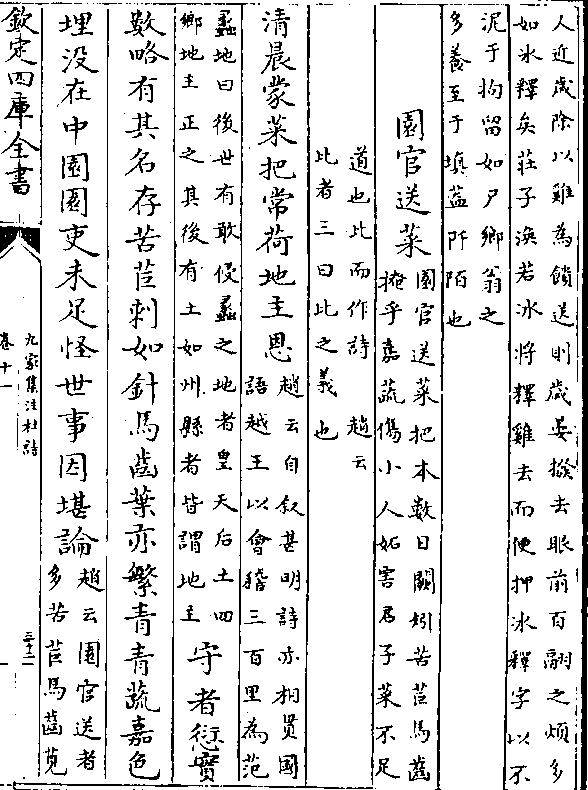 人近歲除以雞為饋送則歲晏撥去眼前百翮之煩多
如冰釋矣莊子渙若冰將釋雞去而便押冰釋字以不
泥于拘留如尸鄉翁之
多養至于填益阡陌也
園官送菜
園官送菜把本數日闕矧苦苣馬齒
掩乎嘉蔬傷小人妬害君子菜不足
道也比而作詩 趙云
比者三曰比之義也
清晨蒙菜把常荷地主恩
趙云自叙甚明詩亦相貫國
語越王以會稽三百里為范
蠡地曰後世有敢侵蠡之地者皇天后土四
鄉地主正之其後有土如州縣者皆謂地主
守者愆實
數略有其名存苦苣刺如針馬齒葉亦繁青青蔬嘉色
埋没在中園園吏未足怪世事因堪論
趙云園官送者
多苦苣馬齒莧
欽定四庫全書
九家集注杜詩
卷十一
三十二